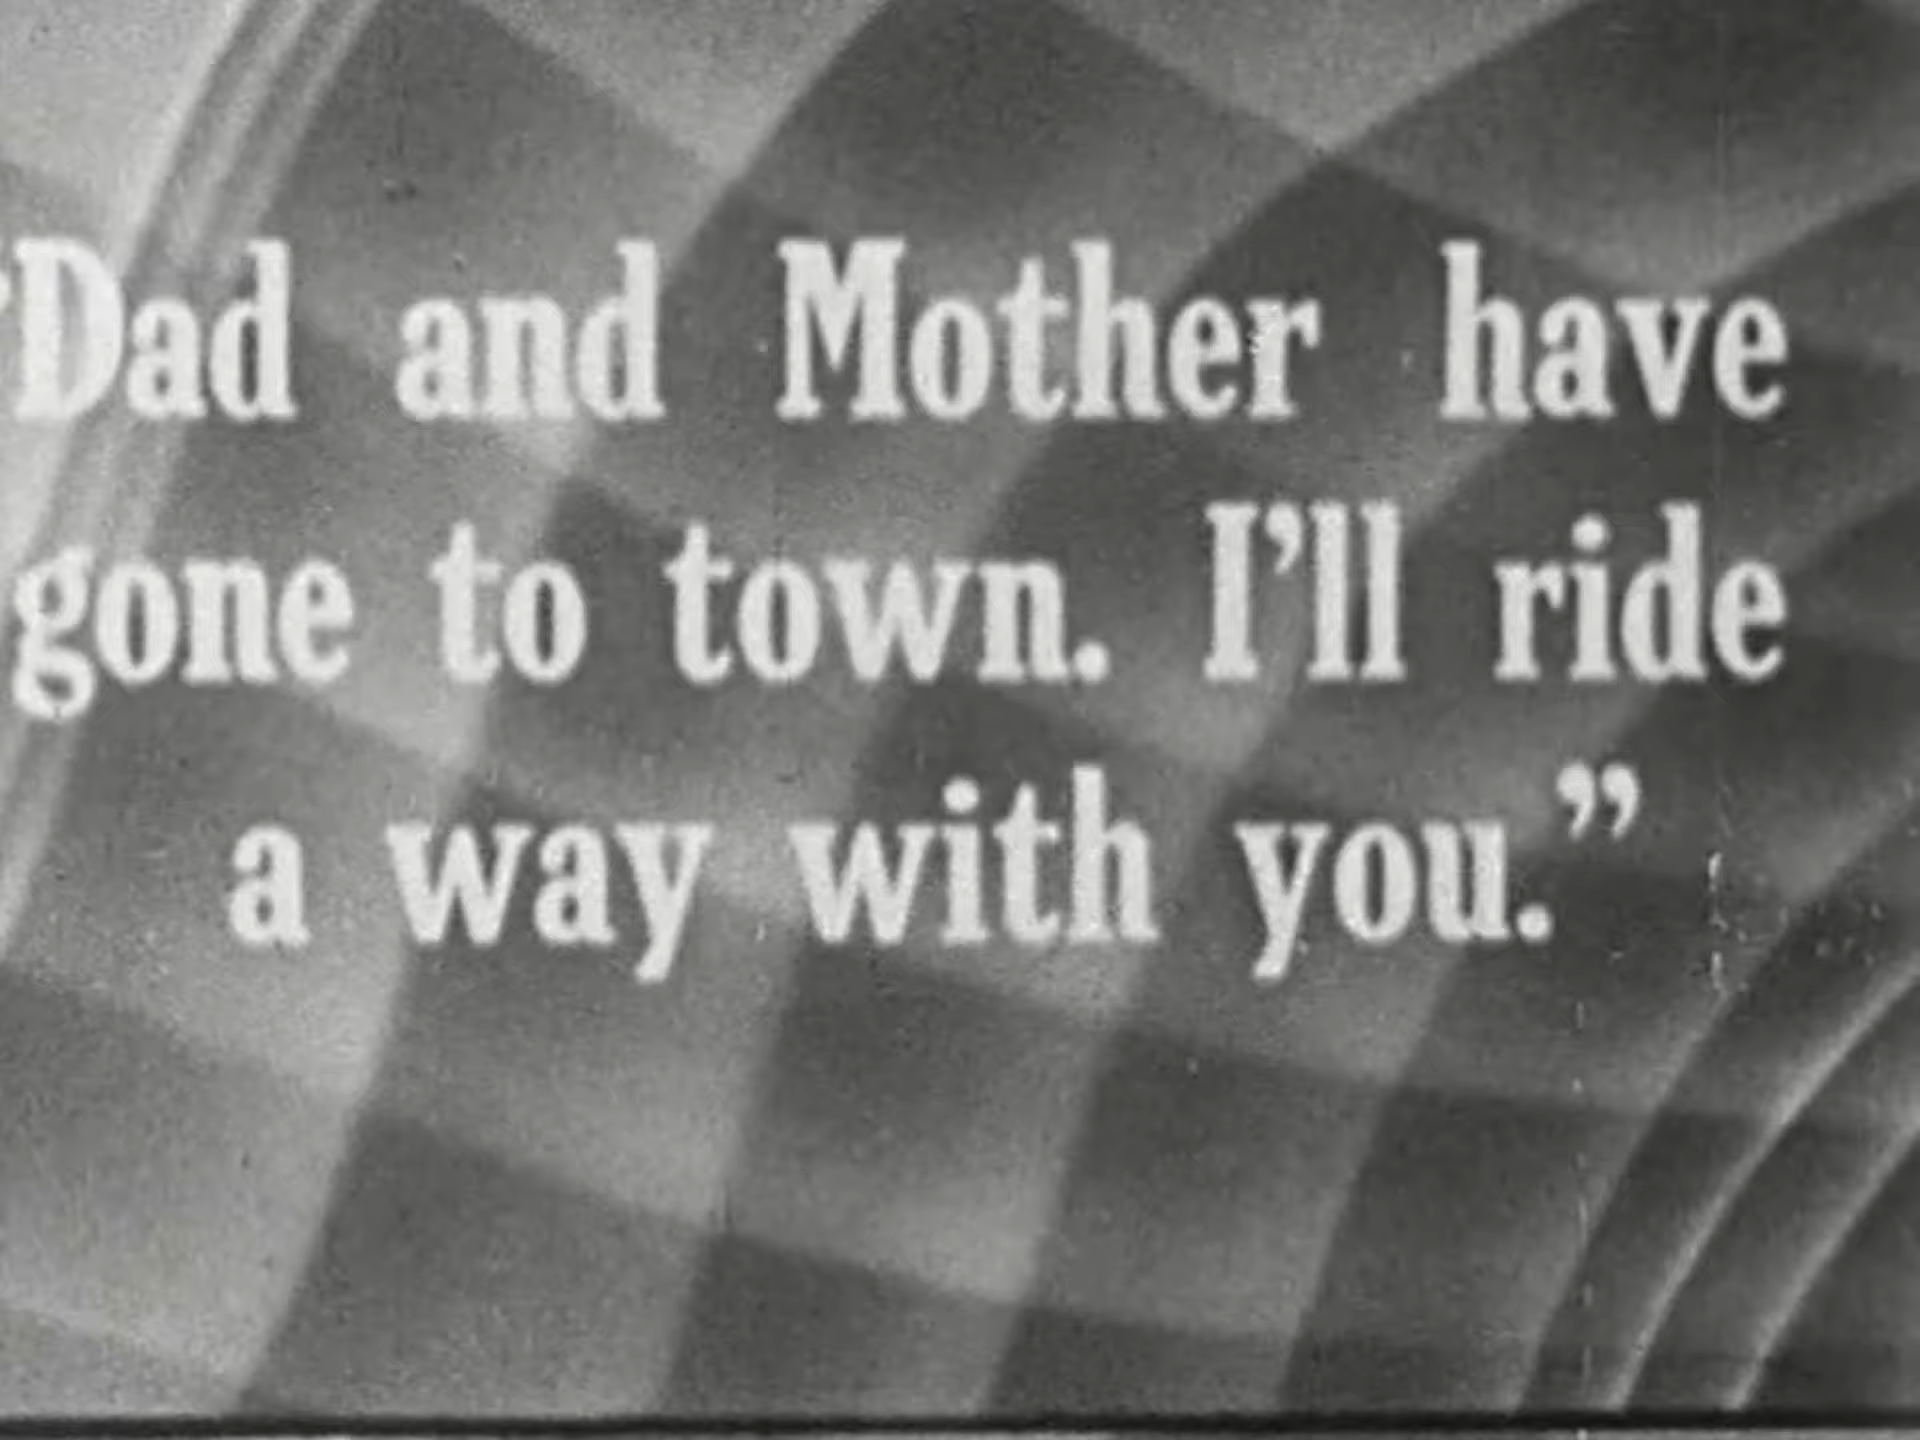 “Dad and Mother have
gone to town. I’ll ride
a way with you.”